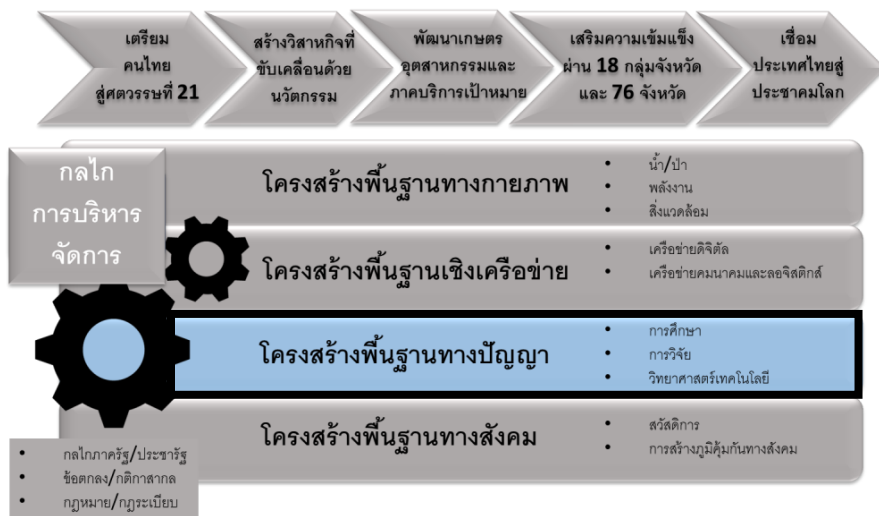 เตรียม
คนไทย
สู่ศตวรรษที่ 21
สร้างวิสาหกิจที่
ขับเคลื่อนด้วย
นวัตกรรม
พัฒนาเกษตร
อุตสาหกรรมและ
ภาคบริการเป้าหมาย
เสริมความเข้มแข็ง
ผ่าน 18 กลุ่มจังหวัด
และ 76 จังหวัด
เชื่อม
ประเทศไทยสู่
ประชาคมโลก
กลไก
การบริหาร
จัดการ
โครงสร้างพื้นฐานทางกายภาพ
• น้ำ/ป่า
• พลังงาน
• สิ่งแวดล้อม
โครงสร้างพื้นฐานเชิงเครือข่าย
• เครือข่ายดิจิตัล
• เครือข่ายคมนาคมและลอจิสติกส์
โครงสร้างพื้นฐานทางปัญญา
• การศึกษา
• การวิจัย
• วิทยาศาสตร์เทคโนโลยี
โครงสร้างพื้นฐานทางสังคม
• สวัสดิการ
• การสร้างภูมิคุ้มกันทางสังคม
• กลไกภาครัฐ/ประชารัฐ
• ข้อตกลง/กติกาสากล
• กฎหมาย/กฎระเบียบ